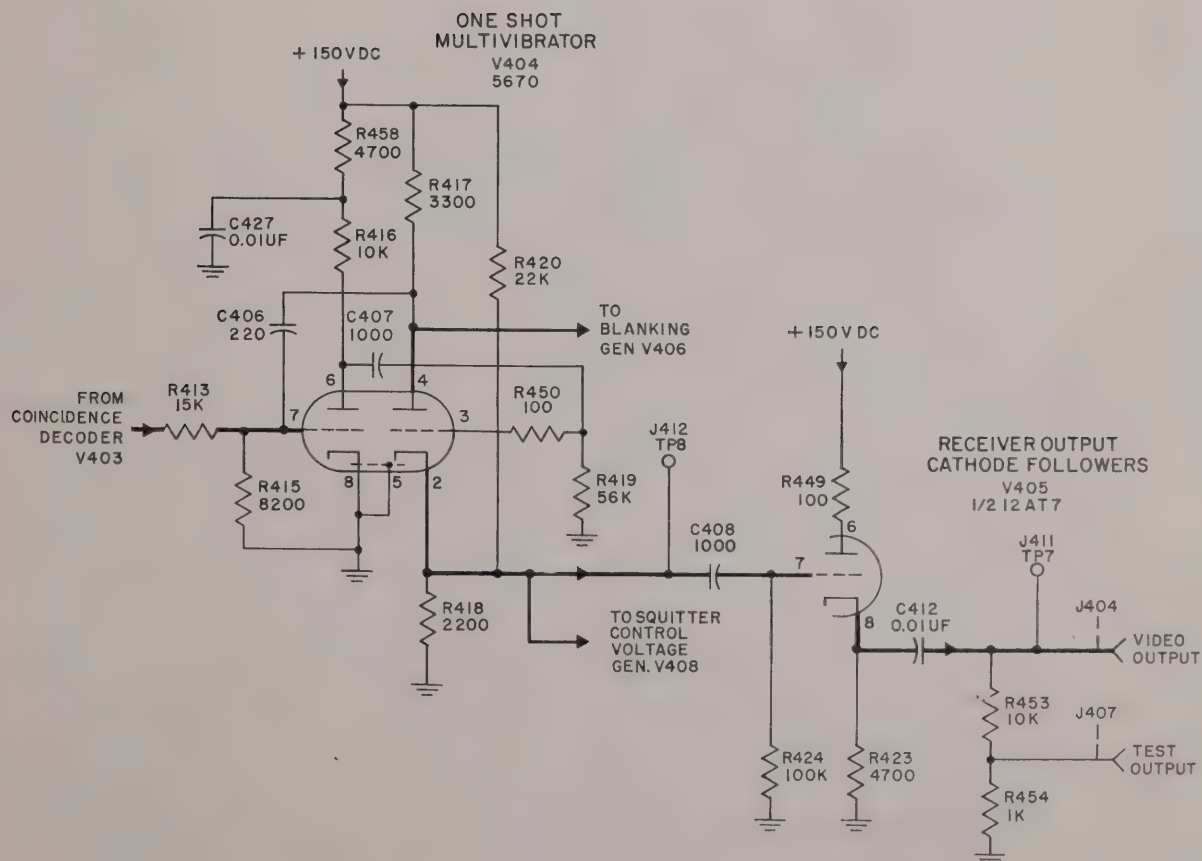 ONE SHOT
MULTIVIBRATOR
V404
5670
+150VDC
R458
4700
R417
3300
C427
0.01UF
R416
10K
R420
22K
C406
220
C407
1000
TO
BLANKING
GEN V406
+150VDC
6
4
FROM
COINCIDENCE
DECODER
V403
R413
15K
7
3
R450
100
J412
TP8
RECEIVER OUTPUT
CATHODE FOLLOWERS
V405
1/2 12AT7
R415
8200
8
5
2
R419
56K
R449
100
6
C408
1000
7
J411
TP7
8
C412
0.01UF
J404
VIDEO
OUTPUT
R418
2200
TO SQUITTER
CONTROL
VOLTAGE
GEN. V408
R453
10K
J407
TEST
OUTPUT
R424
100K
R423
4700
R454
1K